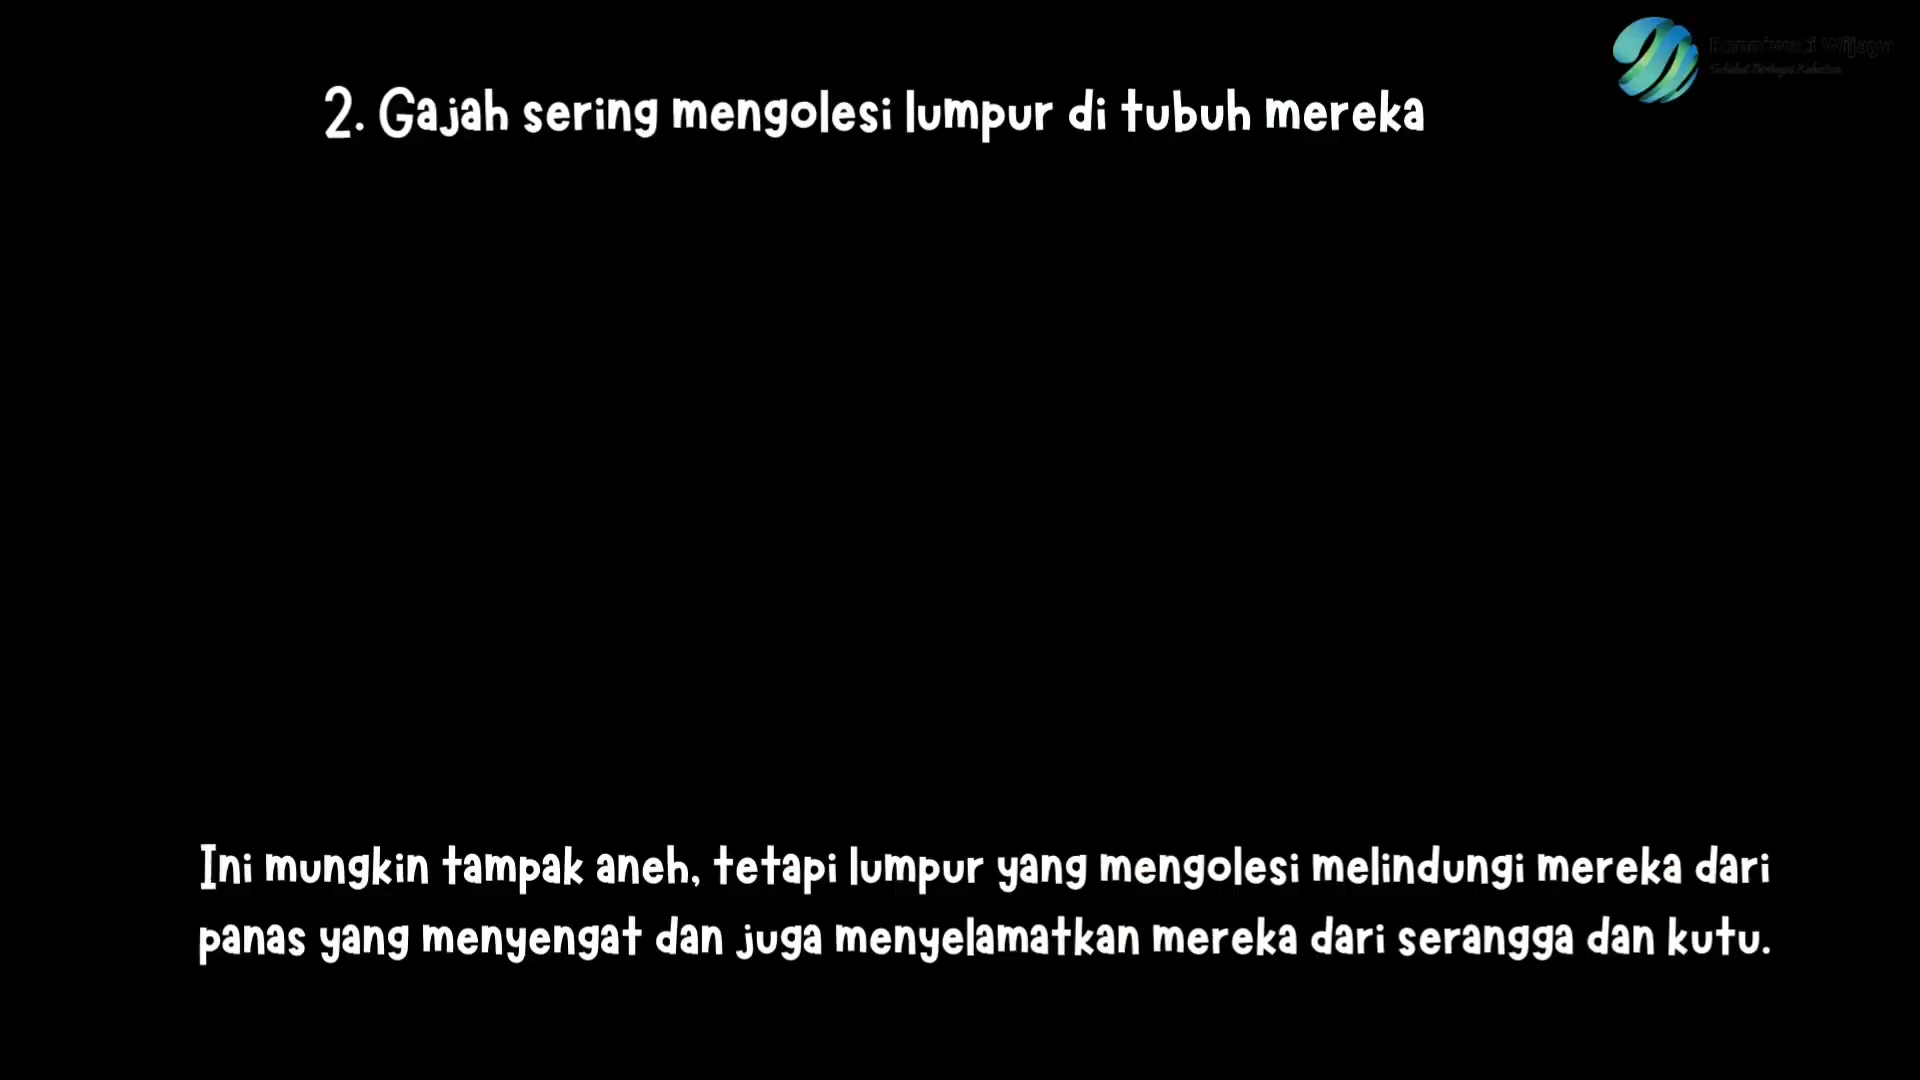 2. Gajah sering mengolesi lumpur di tubuh mereka
Wijaya
Ini mungkin tampak aneh, tetapi lumpur yang mengolesi melindungi mereka dari
panas yang menyengat dan juga menyelamatkan mereka dari serangga dan kutu.